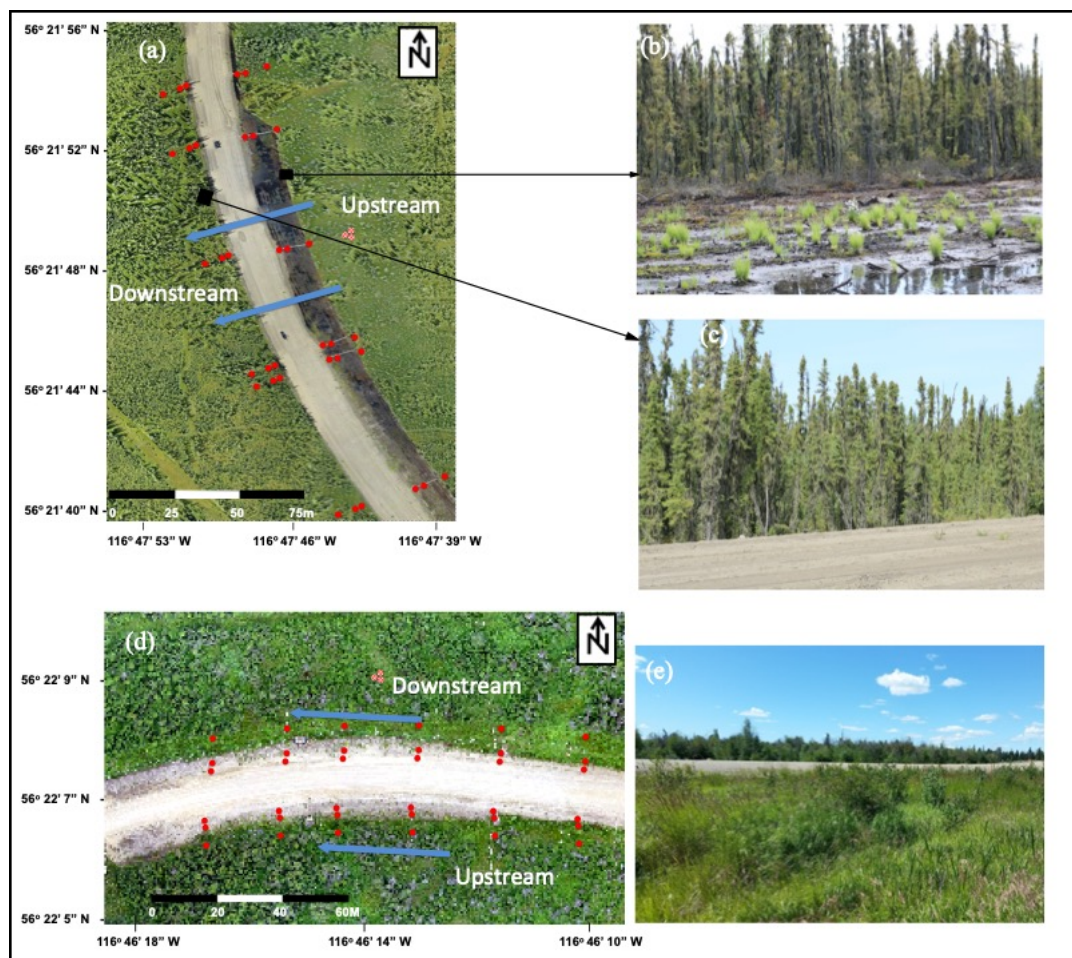 56° 21' 56" N
(a)
N
(b)
56° 21' 52" N
Upstream
56° 21' 48" N
Downstream
(c)
56° 21' 44" N
56° 21' 40" N
0 25 50 75m
116° 47' 53" W 116° 47' 46" W 116° 47' 39" W
(d)
N
(e)
56° 22' 9" N
Downstream
56° 22' 7" N
Upstream
0 20 40 60M
56° 22' 5" N
116° 46' 18" W 116° 46' 14" W 116° 46' 10" W